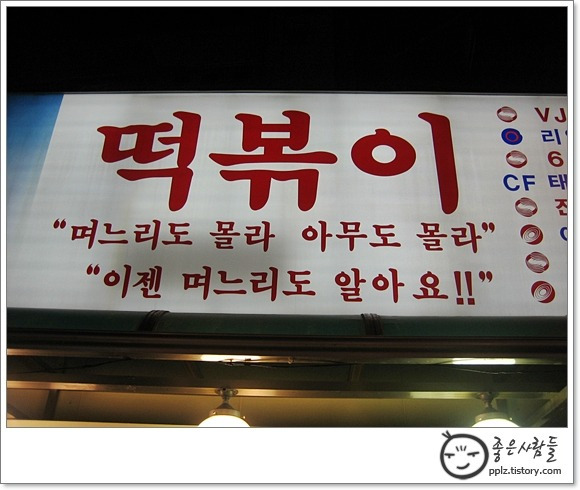 떡볶이
"며느리도 몰라 아무도 몰라"
"이젠 며느리도 알아요!!"
VJ
6
CF
좋은사람들
pplz.tistory.com